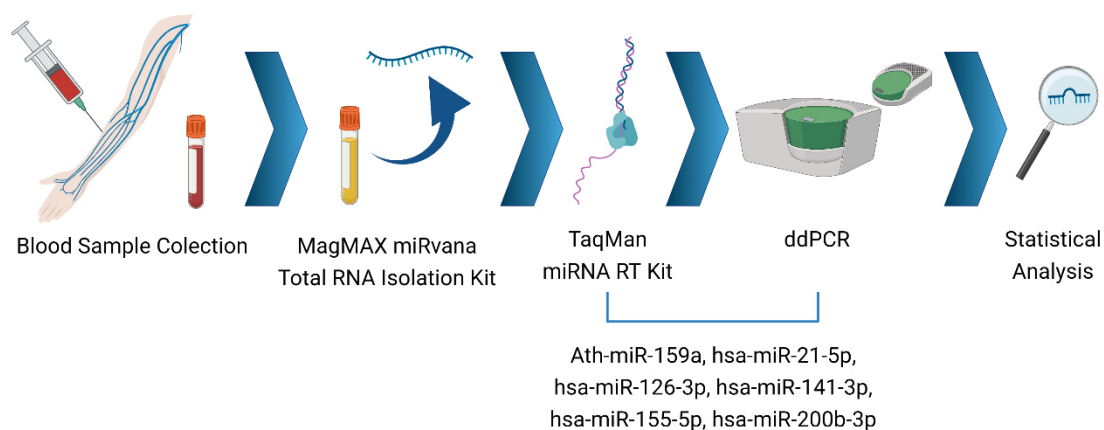 Blood Sample Colection
MagMAX miRvana
Total RNA Isolation Kit
TaqMan
miRNA RT Kit
ddPCR
Statistical
Analysis
Ath-miR-159a, hsa-miR-21-5p,
hsa-miR-126-3p, hsa-miR-141-3p,
hsa-miR-155-5p, hsa-miR-200b-3p